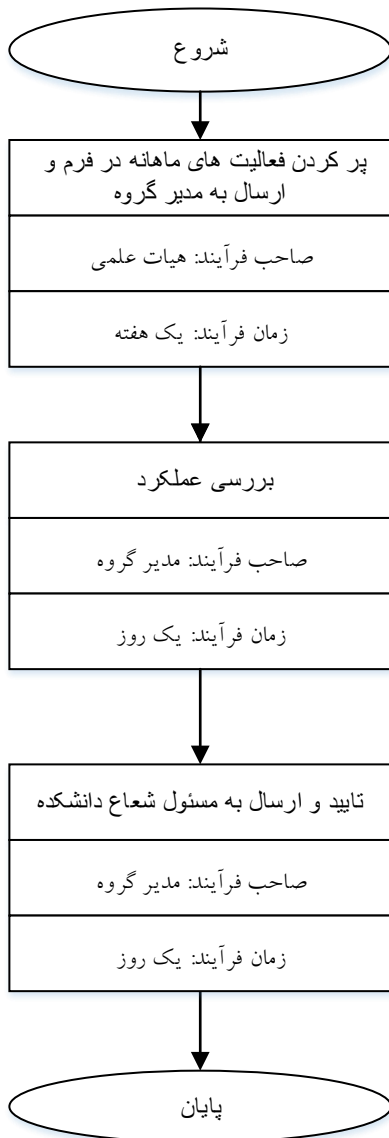 شروع
پر کردن فعالیت های ماهانه در فرم و
ارسال به مدیر گروه
صاحب فرآیند: هیات علمی
زمان فرآیند: یک هفته
بررسی عملکرد
صاحب فرآیند: مدیر گروه
زمان فرآیند: یک روز
تایید و ارسال به مسئول شعاع دانشکده
صاحب فرآیند: مدیر گروه
زمان فرآیند: یک روز
پایان